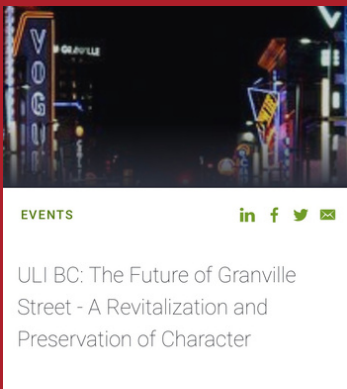 VOGUE
GRANVILLE
EVENTS
ULI BC: The Future of Granville
Street - A Revitalization and
Preservation of Character